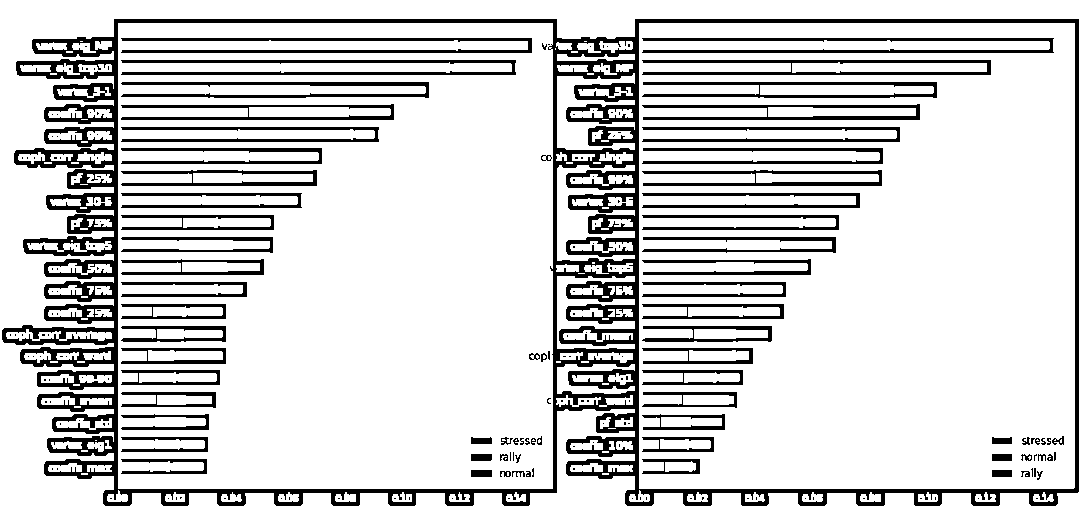 varex_eig_MP
varex_eig_top30
varex_5-1
coeffs_90%
coeffs_99%
coph_corr_single
pf_25%
varex_30-5
pf_75%
varex_eig_top5
coeffs_50%
coeffs_75%
coeffs_25%
coph_corr_average
coph_corr_ward
coeffs_99-90
coeffs_mean
coeffs_std
varex_eig1
coeffs_max
0.00 0.02 0.04 0.06 0.08 0.10 0.12 0.14
stressed
rally
normal
varex_eig_top30
varex_eig_MP
varex_5-1
coeffs_90%
pf_25%
coph_corr_single
coeffs_99%
varex_30-5
pf_75%
coeffs_50%
varex_eig_top5
coeffs_75%
coeffs_25%
coeffs_mean
coph_corr_average
varex_eig1
coph_corr_ward
pf_std
coeffs_10%
coeffs_max
0.00 0.02 0.04 0.06 0.08 0.10 0.12 0.14
stressed
normal
rally